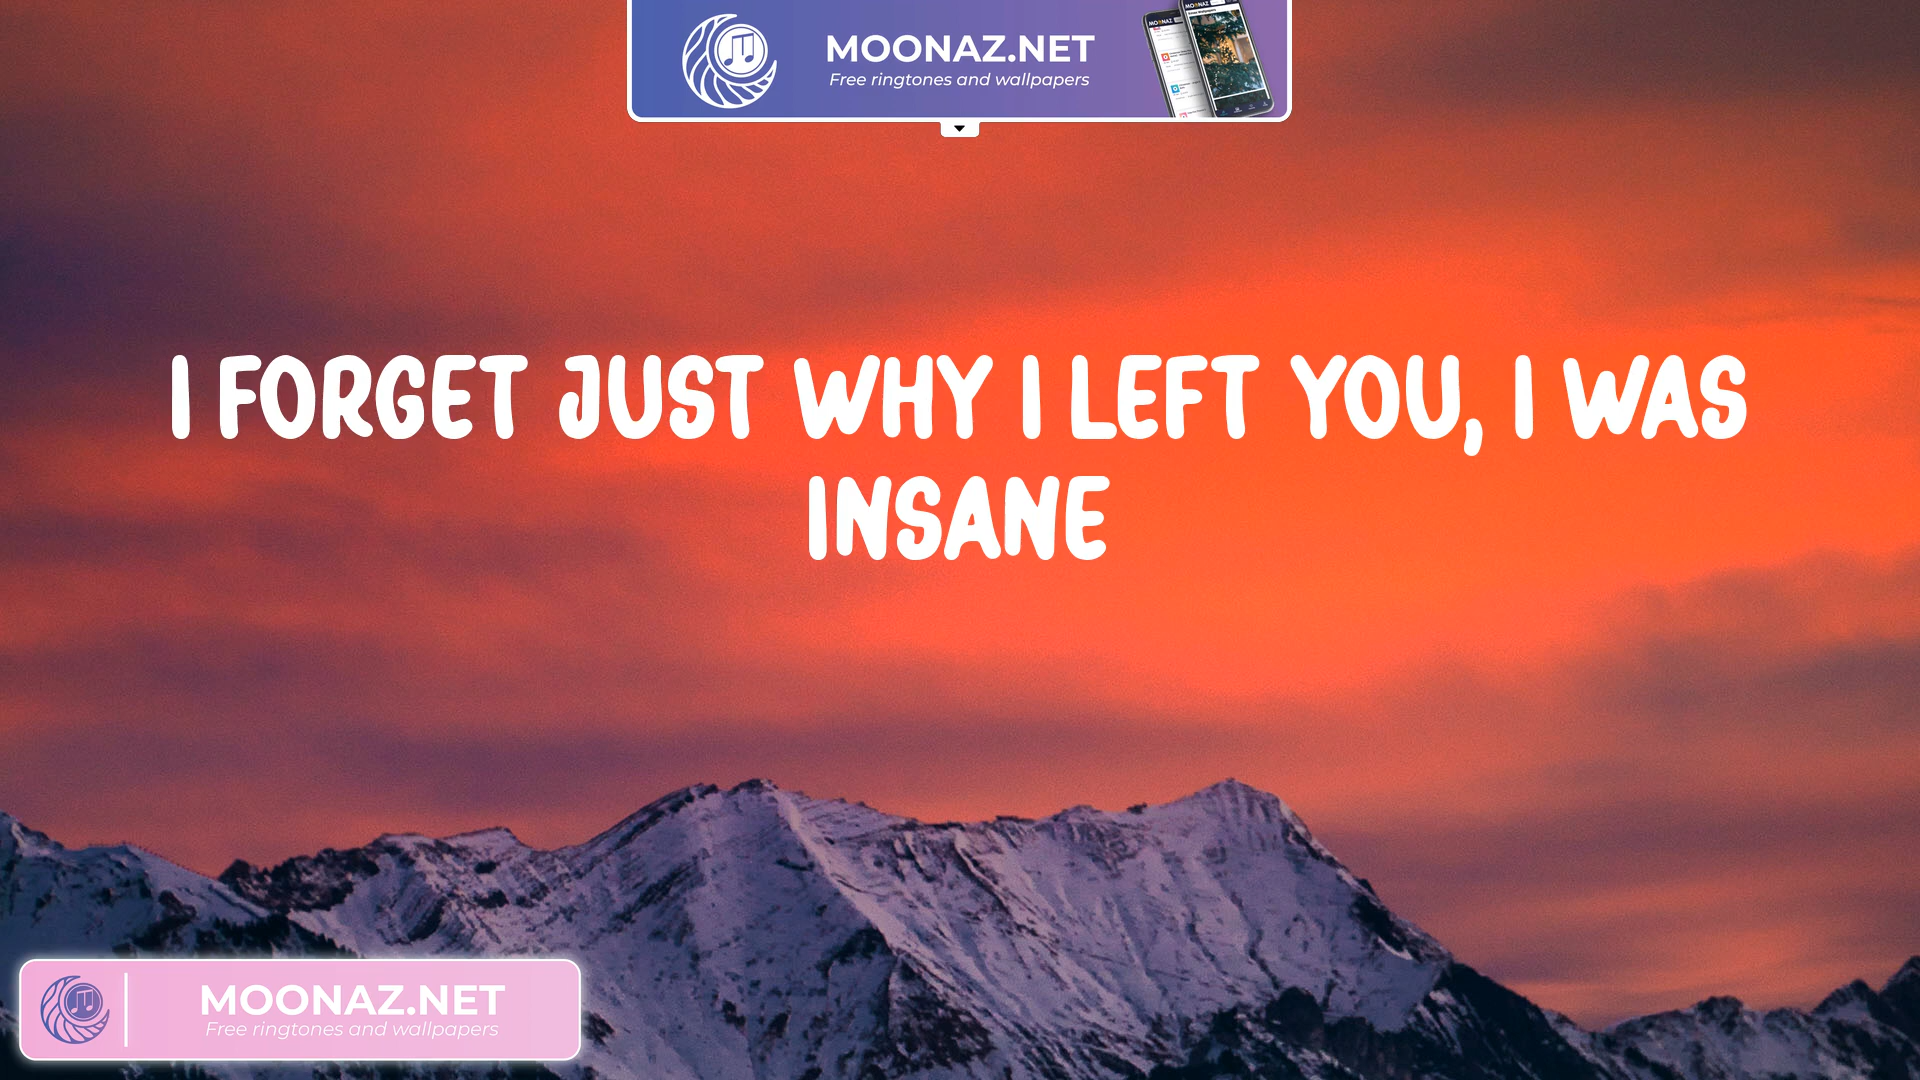 MOONAZ.NET
Free ringtones and wallpapers
I FORGET JUST WHY I LEFT YOU, I WAS
INSANE
MOONAZ.NET
Free ringtones and wallpapers